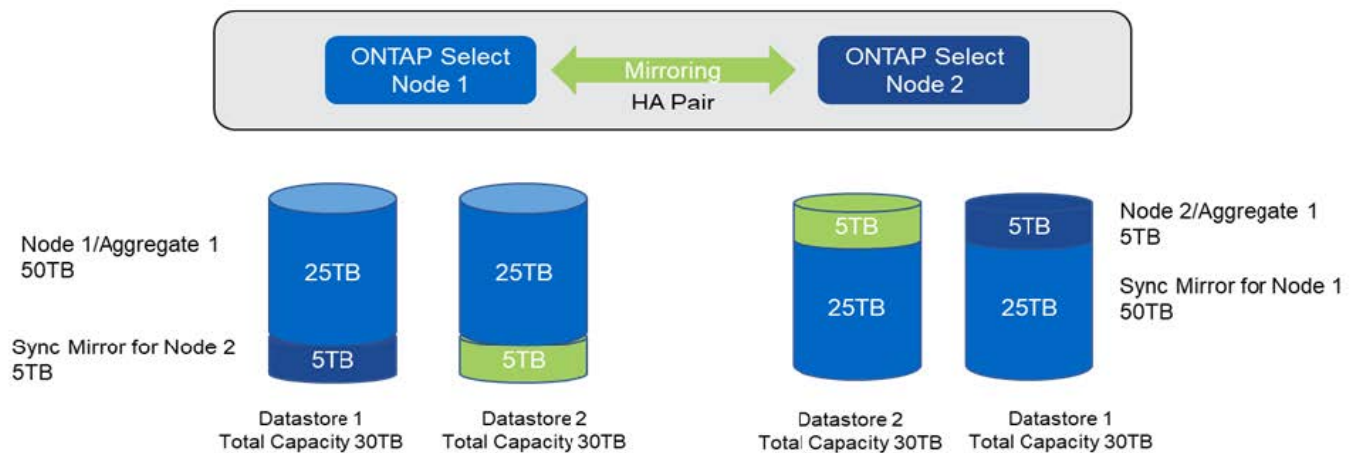 ONTAP Select
Node 1
Mirroring
HA Pair
ONTAP Select
Node 2
Node 1/Aggregate 1
50TB
Sync Mirror for Node 2
5TB
25TB
5TB
25TB
5TB
5TB
25TB
5TB
25TB
Node 2/Aggregate 1
5TB
Sync Mirror for Node 1
50TB
Datastore 1
Total Capacity 30TB
Datastore 2
Total Capacity 30TB
Datastore 2
Total Capacity 30TB
Datastore 1
Total Capacity 30TB